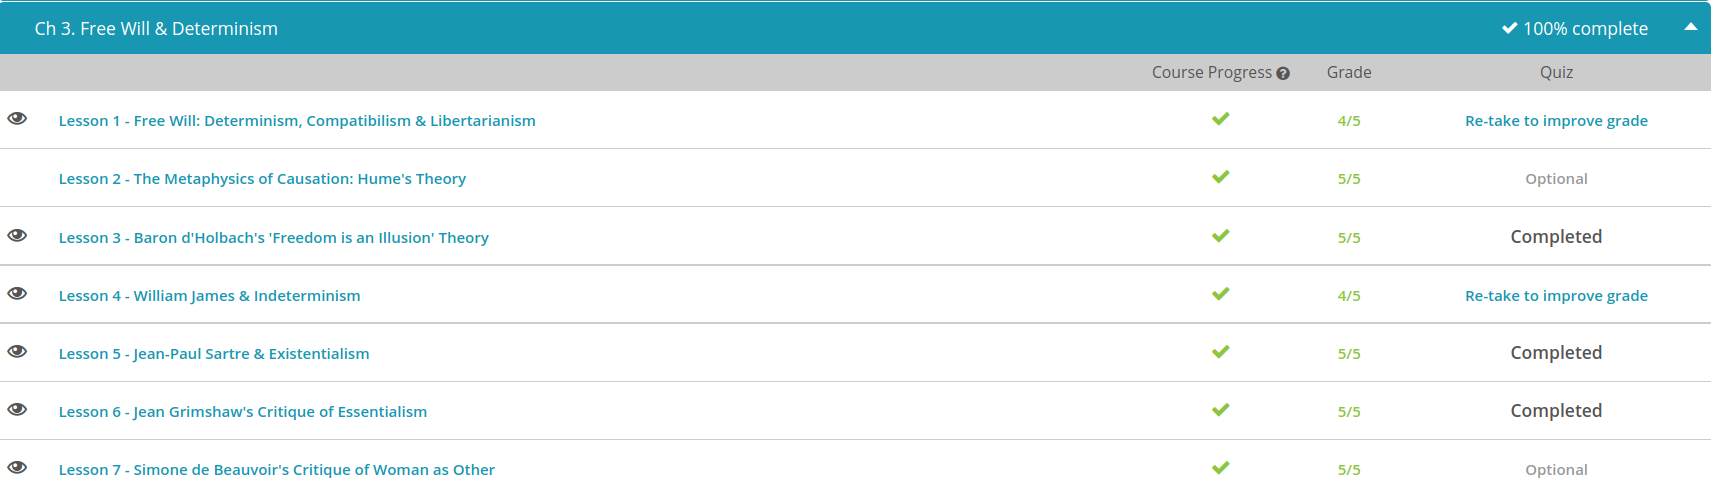 Ch 3. Free Will & Determinism 100% complete
Course Progress ? Grade Quiz
Lesson 1 - Free Will: Determinism, Compatibilism & Libertarianism 4/5 Re-take to improve grade
Lesson 2 - The Metaphysics of Causation: Hume's Theory 5/5 Optional
Lesson 3 - Baron d'Holbach's 'Freedom is an Illusion' Theory 5/5 Completed
Lesson 4 - William James & Indeterminism 4/5 Re-take to improve grade
Lesson 5 - Jean-Paul Sartre & Existentialism 5/5 Completed
Lesson 6 - Jean Grimshaw's Critique of Essentialism 5/5 Completed
Lesson 7 - Simone de Beauvoir's Critique of Woman as Other 5/5 Optional